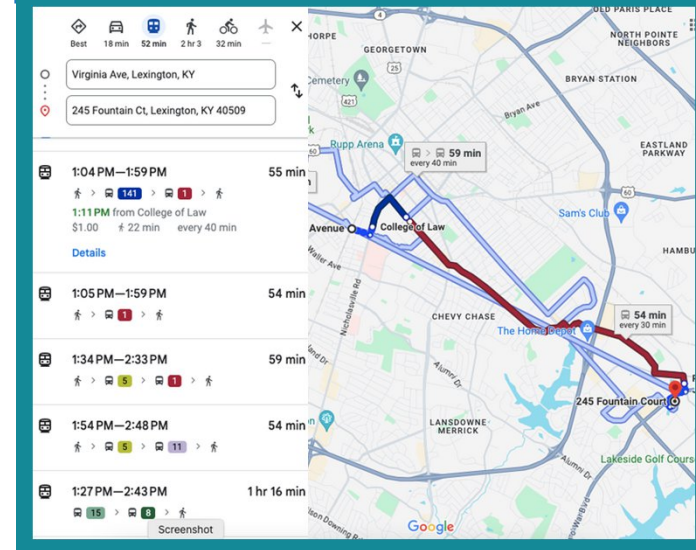 Best
18 min
52 min
2 hr 3
32 min
Virginia Ave, Lexington, KY
245 Fountain Ct, Lexington, KY 40509
1:04 PM—1:59 PM 55 min
141 1
1:11 PM from College of Law
$1.00 22 min every 40 min
Details
1:05 PM—1:59 PM 54 min
1
1:34 PM—2:33 PM 59 min
5 1
1:54 PM—2:48 PM 54 min
5 11
1:27 PM—2:43 PM 1 hr 16 min
15 8
Screenshot
OLD PARIS PLACE
4
NORTH POINTE
NEIGHBORS
GEORGETOWN
25
BRYAN STATION
421
Bryan Ave
Rupp Arena
60
59 min
every 40 min
EASTLAND
PARKWAY
60
Sam's Club
Avenue
College of Law
Waller Ave
Nicholasville Rd
CHEVY CHASE
The Home Depot
54 min
every 30 min
Alumni Dr
245 Fountain Court
LANSDOWNE-
MERRICK
Alumni Dr
Lakeside Golf Cours
Google